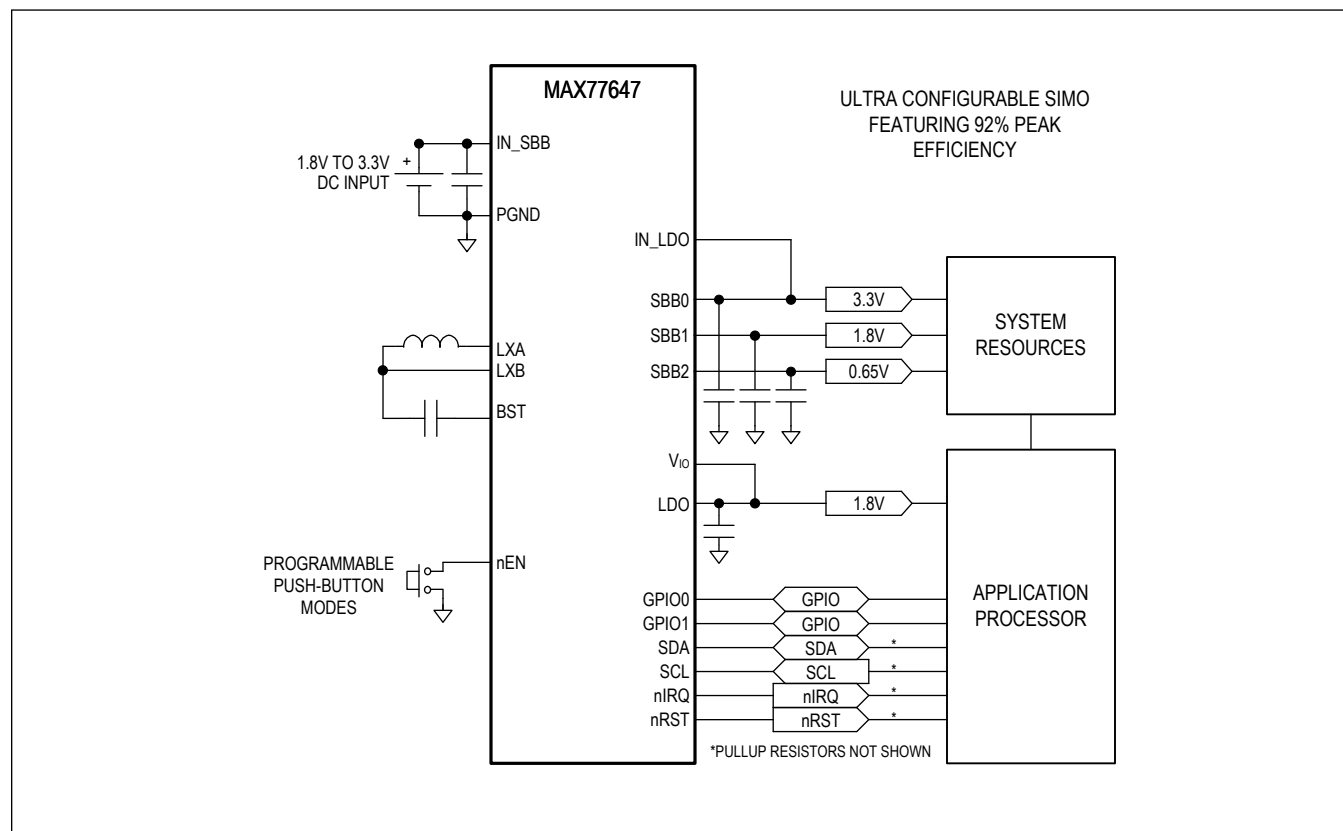 MAX77647
ULTRA CONFIGURABLE SIMO
FEATURING 92% PEAK
EFFICIENCY
IN_SBB
1.8V TO 3.3V +
DC INPUT
PGND
IN_LDO
SBB0 3.3V
SBB1 1.8V
SBB2 0.65V
SYSTEM
RESOURCES
LXA
LXB
BST
VIO
LDO 1.8V
nEN
PROGRAMMABLE
PUSH-BUTTON
MODES
GPIO0 GPIO
GPIO1 GPIO
SDA SDA *
SCL SCL *
nIRQ nIRQ *
nRST nRST *
APPLICATION
PROCESSOR
*PULLUP RESISTORS NOT SHOWN